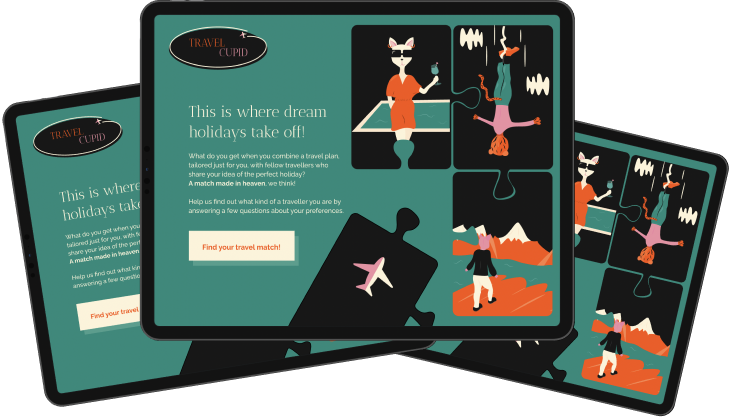 TRAVEL
CUPID
This is where dream
holidays take off!
What do you get when you combine a travel plan,
tailored just for you, with fellow travellers who
share your idea of the perfect holiday?
A match made in heaven, we think!
Help us find out what kind of a traveller you are by
answering a few questions about your preferences.
Find your travel match!
TRAVEL
CUPID
This is where
holidays take
What do you get when you
tailored just for you, with
share your idea of the perf
A match made in heaven
Help us find out what kin
answering a few questio
Find your travel